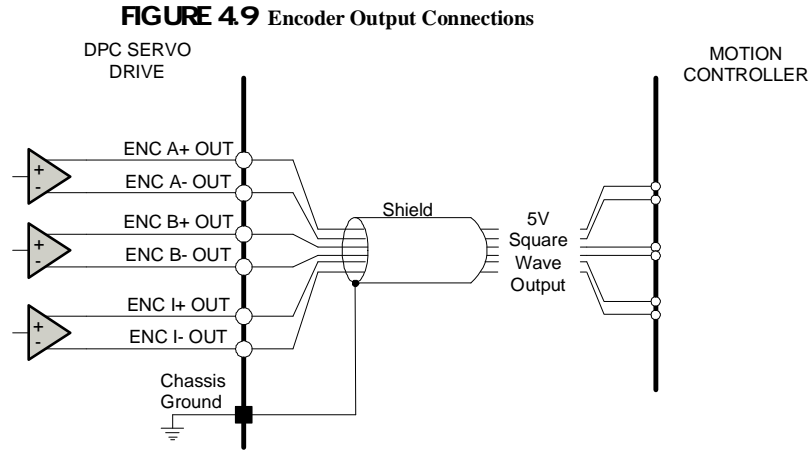 FIGURE 4.9 Encoder Output Connections
DPC SERVO
DRIVE
MOTION
CONTROLLER
ENC A+ OUT
ENC A- OUT
ENC B+ OUT
ENC B- OUT
ENC I+ OUT
ENC I- OUT
+
-
+
-
+
-
Shield
5V
Square
Wave
Output
Chassis
Ground